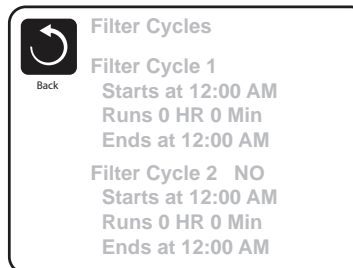 Filter Cycles
Back
Filter Cycle 1
Starts at 12:00 AM
Runs 0 HR 0 Min
Ends at 12:00 AM
Filter Cycle 2 NO
Starts at 12:00 AM
Runs 0 HR 0 Min
Ends at 12:00 AM